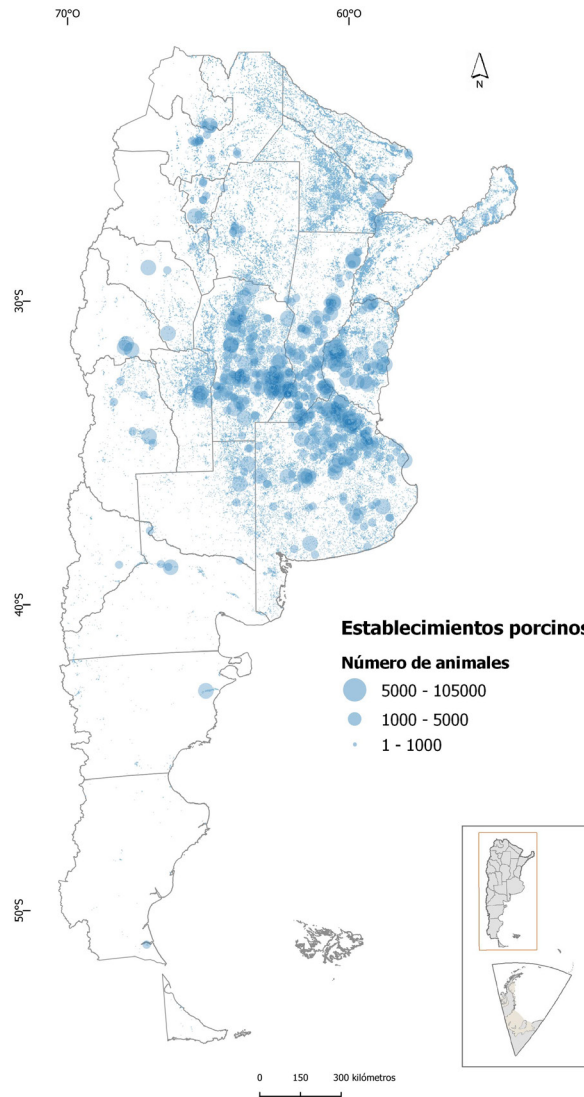 70°O
60°O
N
30°S
40°S
Establecimientos porcinos
Número de animales
5000 - 105000
1000 - 5000
1 - 1000
50°S
0
150
300 kilómetros